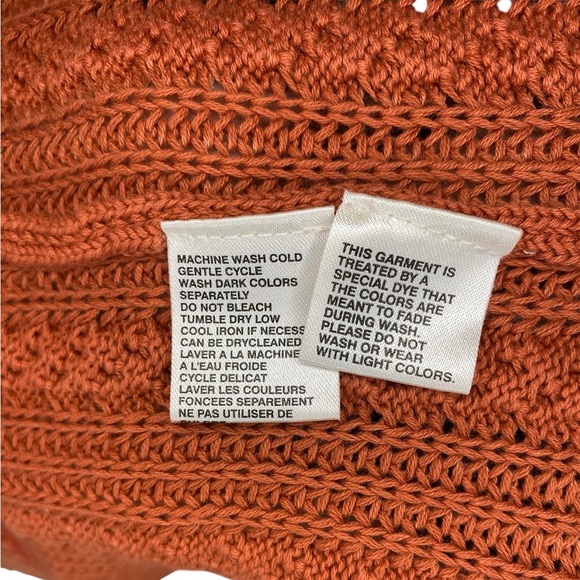 MACHINE WASH COLD
GENTLE CYCLE
WASH DARK COLORS
SEPARATELY
DO NOT BLEACH
TUMBLE DRY LOW
COOL IRON IF NECESS
CAN BE DRYCLEANED
LAVER A LA MACHINE
A L'EAU FROIDE
CYCLE DELICAT
LAVER LES COULEURS
FONCEES SEPAREMENT
NE PAS UTILISER DE
THIS GARMENT IS
TREATED BY A
SPECIAL DYE THAT
THE COLORS ARE
MEANT TO FADE
DURING WASH.
PLEASE DO NOT
WASH OR WEAR
WITH LIGHT COLORS.